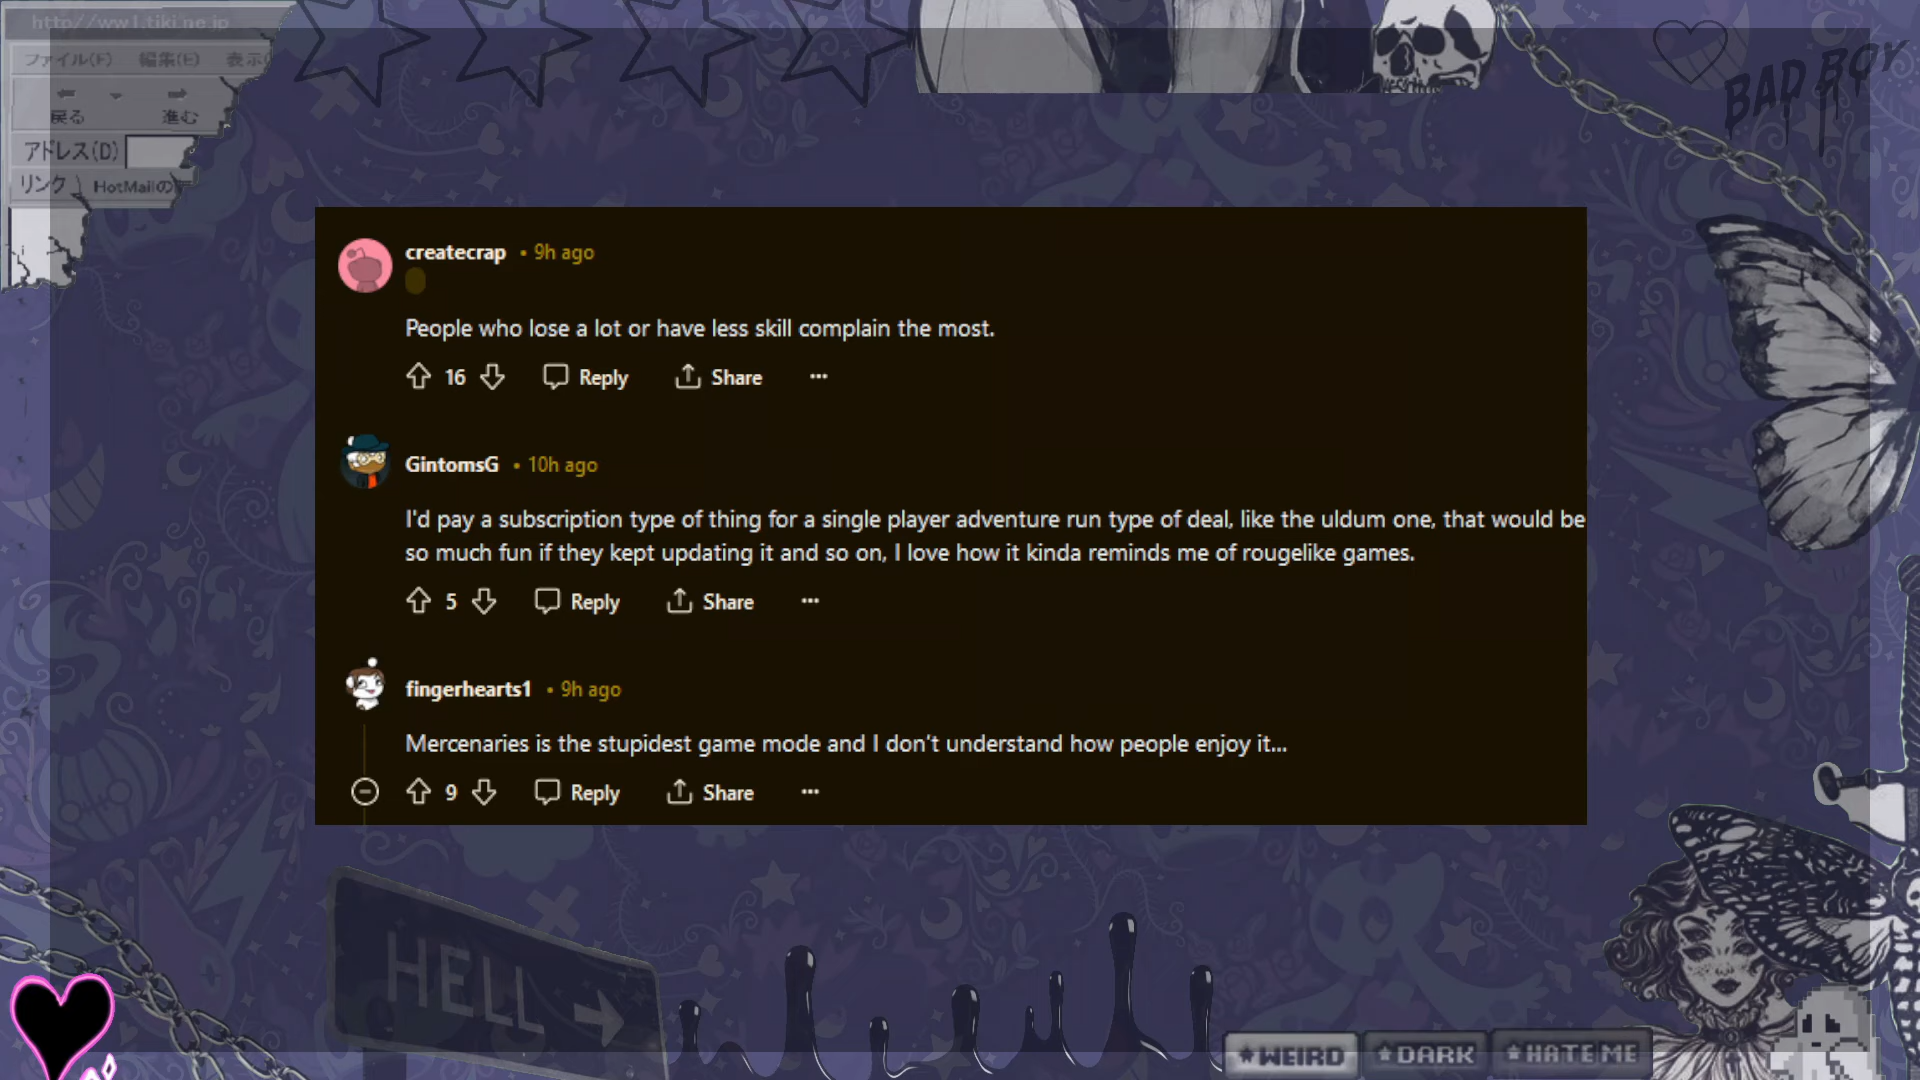 http://ww1.tiki.ne.jp
ファイル(F) 編集(E) 表示(
戻る 進む
アドレス(D)
リンク HotMailの
BAD BOY
createcrap • 9h ago
People who lose a lot or have less skill complain the most.
16 Reply Share ...
GintomsG • 10h ago
I'd pay a subscription type of thing for a single player adventure run type of deal, like the uldum one, that would be
so much fun if they kept updating it and so on, I love how it kinda reminds me of rougelike games.
5 Reply Share ...
fingerhearts1 • 9h ago
Mercenaries is the stupidest game mode and I don't understand how people enjoy it...
9 Reply Share ...
HELL →
★WEIRD ★DARK ★HATE ME